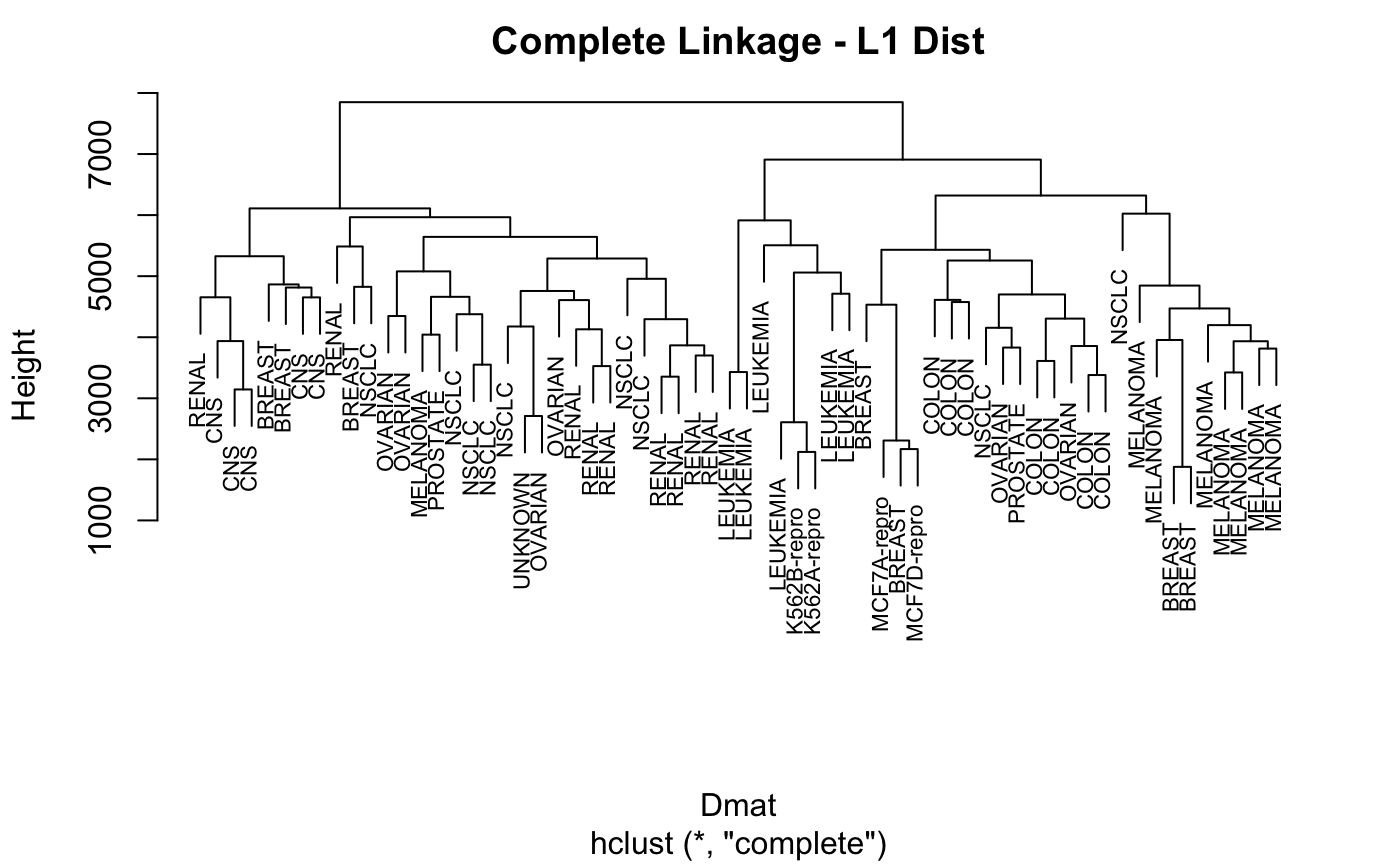 Complete Linkage - L1 Dist
Height
7000
5000
3000
1000
RENAL
CNS
CNS
CNS
BREAST
BREAST
CNS
CNS
RENAL
BREAST
NSCLC
OVARIAN
OVARIAN
MELANOMA
PROSTATE
NSCLC
NSCLC
NSCLC
NSCLC
UNKNOWN
OVARIAN
OVARIAN
RENAL
RENAL
RENAL
NSCLC
NSCLC
RENAL
RENAL
RENAL
RENAL
LEUKEMIA
LEUKEMIA
LEUKEMIA
LEUKEMIA
K562B-repro
K562A-repro
LEUKEMIA
LEUKEMIA
BREAST
MCF7A-repro
BREAST
MCF7D-repro
COLON
COLON
COLON
NSCLC
OVARIAN
PROSTATE
COLON
COLON
OVARIAN
COLON
COLON
NSCLC
MELANOMA
MELANOMA
BREAST
BREAST
MELANOMA
MELANOMA
MELANOMA
MELANOMA
MELANOMA
Dmat
hclust (*, "complete")